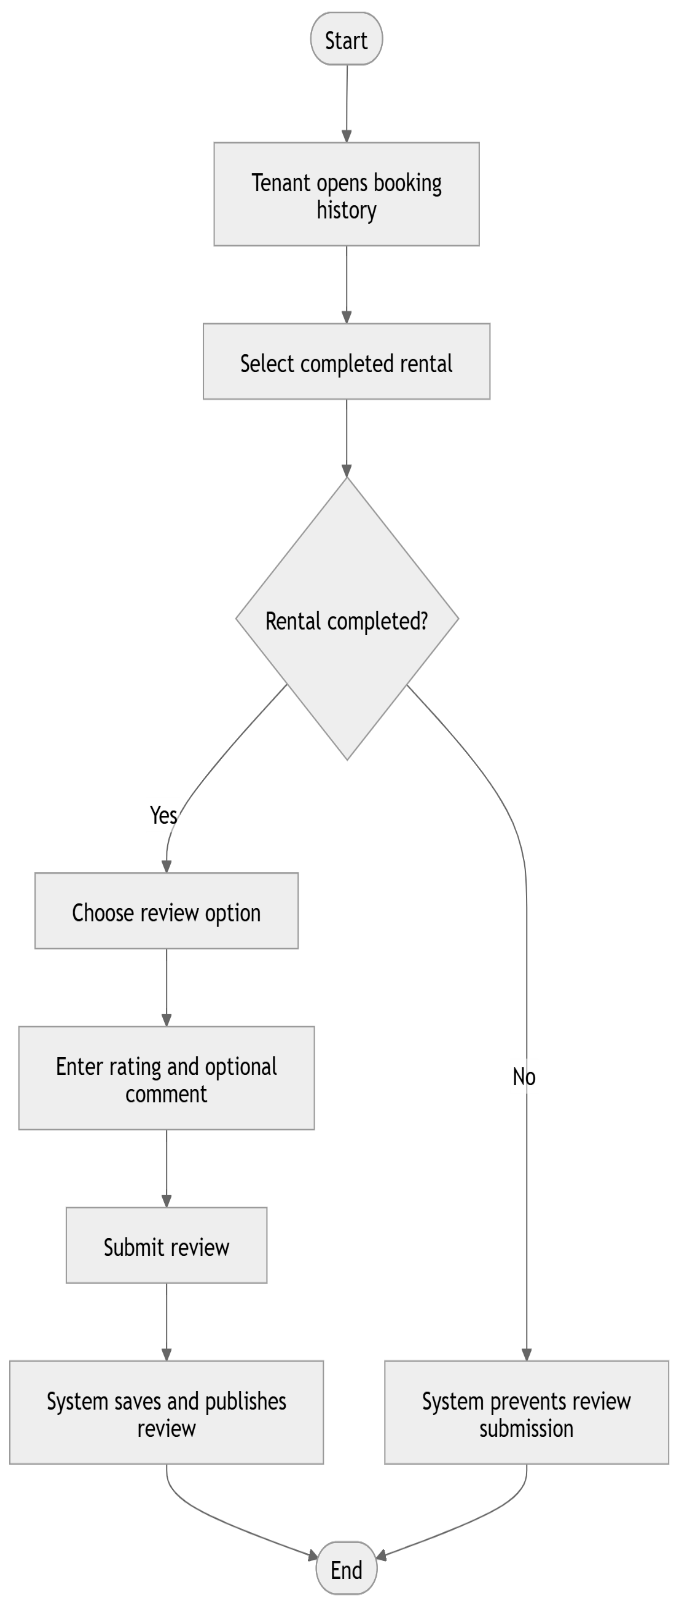 Start
Tenant opens booking
history
Select completed rental
Rental completed?
Yes
Choose review option
Enter rating and optional
comment
No
Submit review
System saves and publishes
review
System prevents review
submission
End